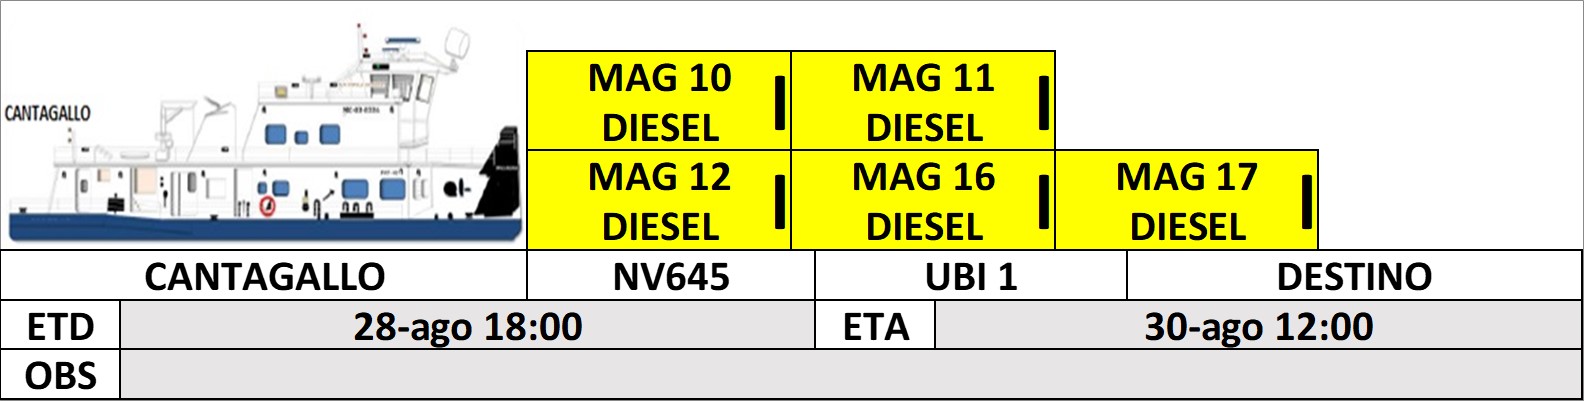 CANTAGALLO
MAG 10
DIESEL
MAG 11
DIESEL
MAG 12
DIESEL
MAG 16
DIESEL
MAG 17
DIESEL
CANTAGALLO NV645 UBI 1 DESTINO
ETD 28-ago 18:00 ETA 30-ago 12:00
OBS